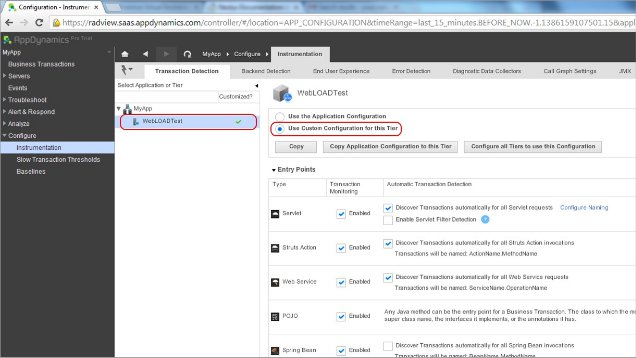 Configuration - Instrumen
https://radview.saas.appdynamics.com/controller/#/location=APP_CONFIGURATION&timeRange=last_15_minutes.BEFORE_NOW.-1.1386159107501.15&appl
AppDynamics Pro Trial
MyApp
Business Transactions
Servers
Events
Troubleshoot
Alert & Respond
Analyze
Configure
Instrumentation
Slow Transaction Thresholds
Baselines
MyApp
Configure
Instrumentation
Transaction Detection
Backend Detection
End User Experience
Error Detection
Diagnostic Data Collectors
Call Graph Settings
JMX
Select Application or Tier
Customized?
MyApp
WebLOADTest
WebLOADTest
Use the Application Configuration
Use Custom Configuration for this Tier
Copy
Copy Application Configuration to this Tier
Configure all Tiers to use this Configuration
Entry Points
Type
Transaction Monitoring
Automatic Transaction Detection
Servlet
Enabled
Discover Transactions automatically for all Servlet requests
Configure Naming
Enable Servlet Filter Detection
?
Struts Action
Enabled
Discover Transactions automatically for all Struts Action invocations
Transactions will be named: ActionName.MethodName
Web Service
Enabled
Discover Transactions automatically for all Web Service requests
Transactions will be named: ServiceName.OperationName
POJO
Enabled
Any Java method can be the entry point for a Business Transaction. The class to which the m
super class name, the interfaces it implements, or the annotations it has.
Spring Bean
Enabled
Discover Transactions automatically for all Spring Bean invocations
Transactions will be named: BeanName.MethodName